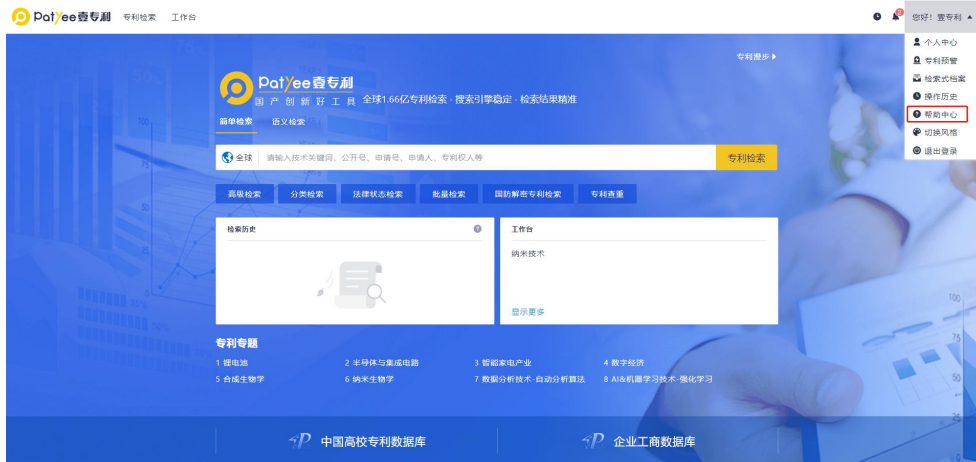 Patyee壹专利 专利检索 工作台
2
您好！壹专利
个人中心
专利预警
检索式档案
操作历史
帮助中心
切换风格
退出登录
专利漫步
Patyee壹专利
国产创新好工具 全球1.66亿专利检索·搜索引擎稳定·检索结果精准
简单检索 语义检索
全球 请输入技术关键词、公开号、申请号、申请人、专利权人等 专利检索
高级检索 分类检索 法律状态检索 批量检索 国防解密专利检索 专利查重
检索历史 工作台
纳米技术
显示更多
专利专题
1 锂电池 2 半导体与集成电路 3 智能家电产业 4 数字经济
5 合成生物学 6 纳米生物学 7 数据分析技术-自动分析算法 8 AI&机器学习技术-强化学习
中国高校专利数据库 企业工商数据库
100
75
50
25
0